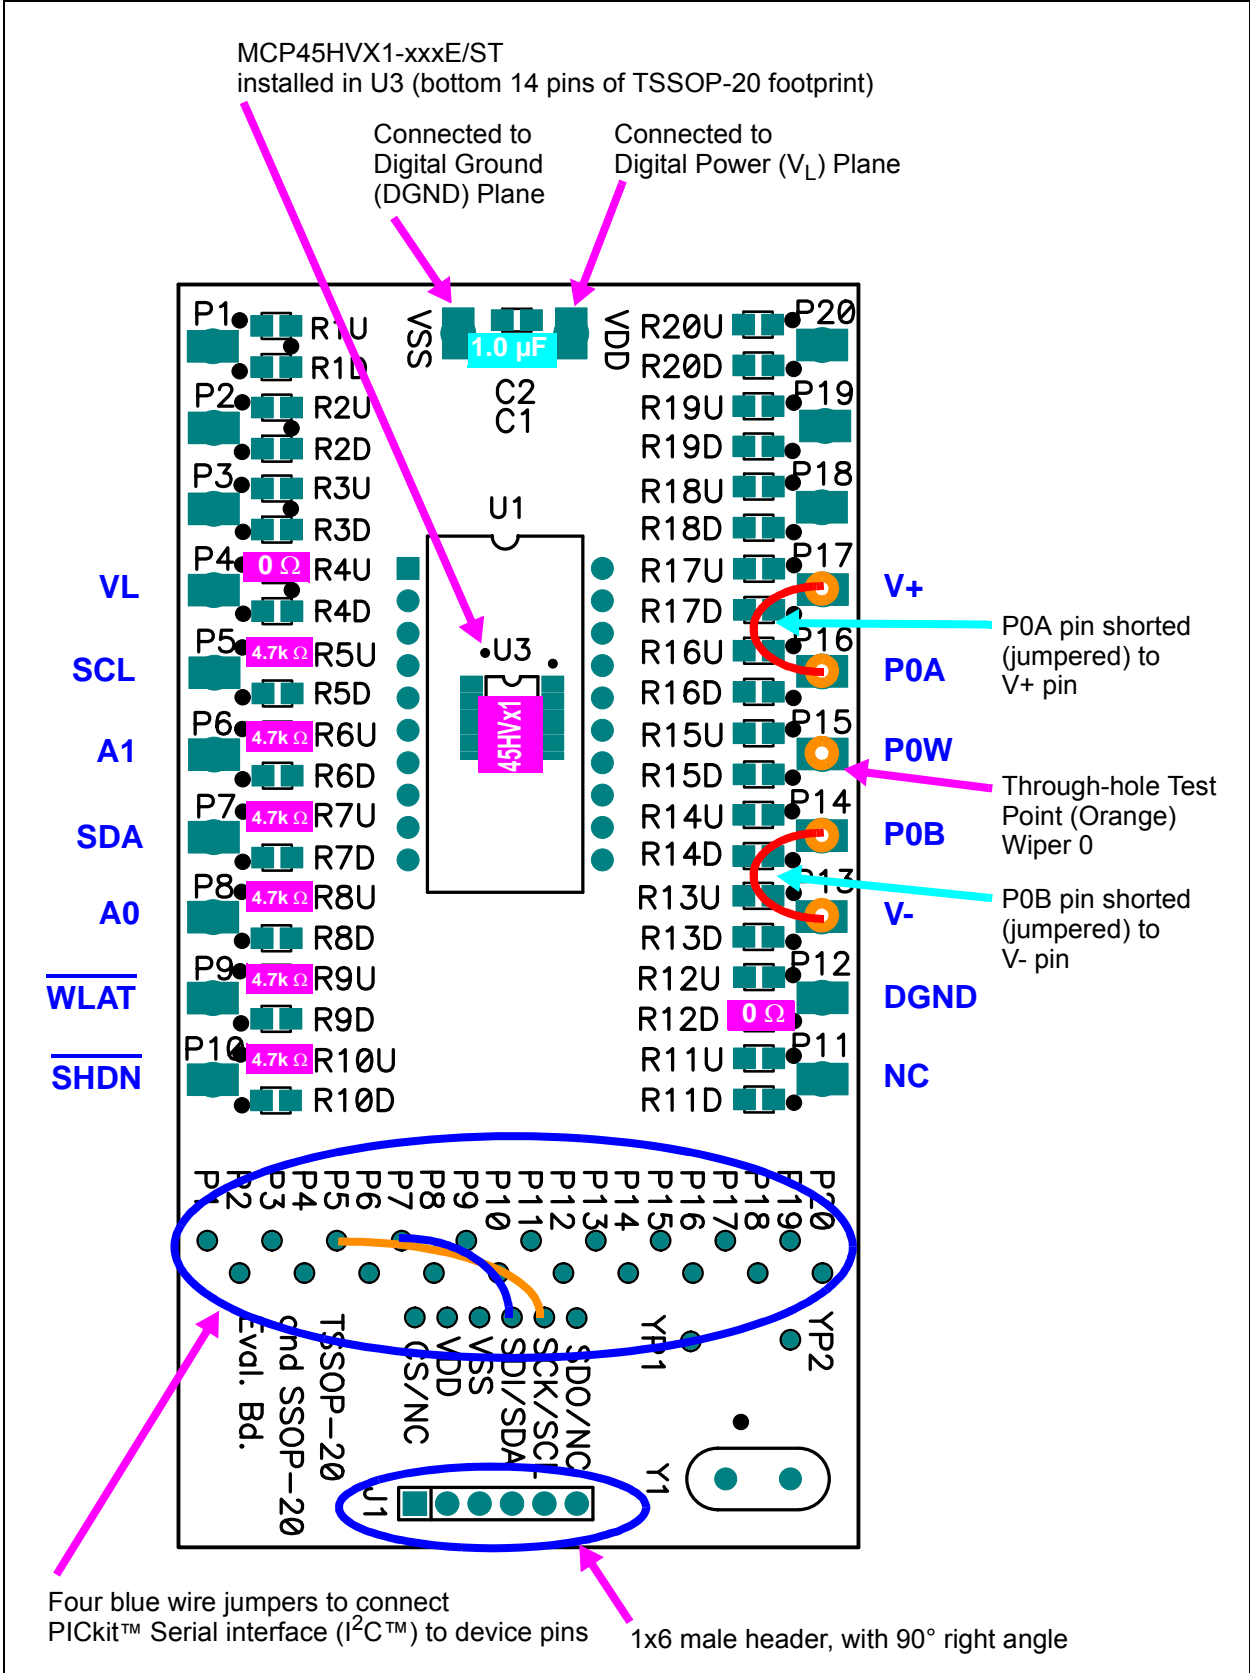 MCP45HVX1-xxxE/ST
installed in U3 (bottom 14 pins of TSSOP-20 footprint)
Connected to
Digital Ground
(DGND) Plane
Connected to
Digital Power (VL) Plane
P1
R1U
R1D
P2
R2U
R2D
P3
R3U
R3D
P4
0 Ω
R4U
R4D
P5
4.7k Ω
R5U
R5D
P6
4.7k Ω
R6U
R6D
P7
4.7k Ω
R7U
R7D
P8
4.7k Ω
R8U
R8D
P9
4.7k Ω
R9U
R9D
P10
4.7k Ω
R10U
R10D
VL
SCL
A1
SDA
A0
WLAT
SHDN
VSS
1.0 µF
VDD
C2
C1
U1
U3
45HVx1
R20U
P20
R20D
R19U
P19
R19D
R18U
P18
R18D
R17U
P17
R17D
R16U
P16
R16D
R15U
P15
R15D
R14U
P14
R14D
R13U
P13
R13D
R12U
P12
R12D
0 Ω
R11U
P11
R11D
V+
P0A
P0W
P0B
V-
DGND
NC
P0A pin shorted
(jumpered) to
V+ pin
Through-hole Test
Point (Orange)
Wiper 0
P0B pin shorted
(jumpered) to
V- pin
P1
P2
P3
P4
P5
P6
P7
P8
P9
P10
P11
P12
P13
P14
P15
P16
P17
P18
P19
P20
TSSOP-20
and SSOP-20
Eval. Bd.
CS/NC
VDD
VSS
SDI/SDA
SCK/SCL
SDO/NC
YP1
YP2
Y1
J1
Four blue wire jumpers to connect
PICkit™ Serial interface (I²C™) to device pins
1x6 male header, with 90° right angle